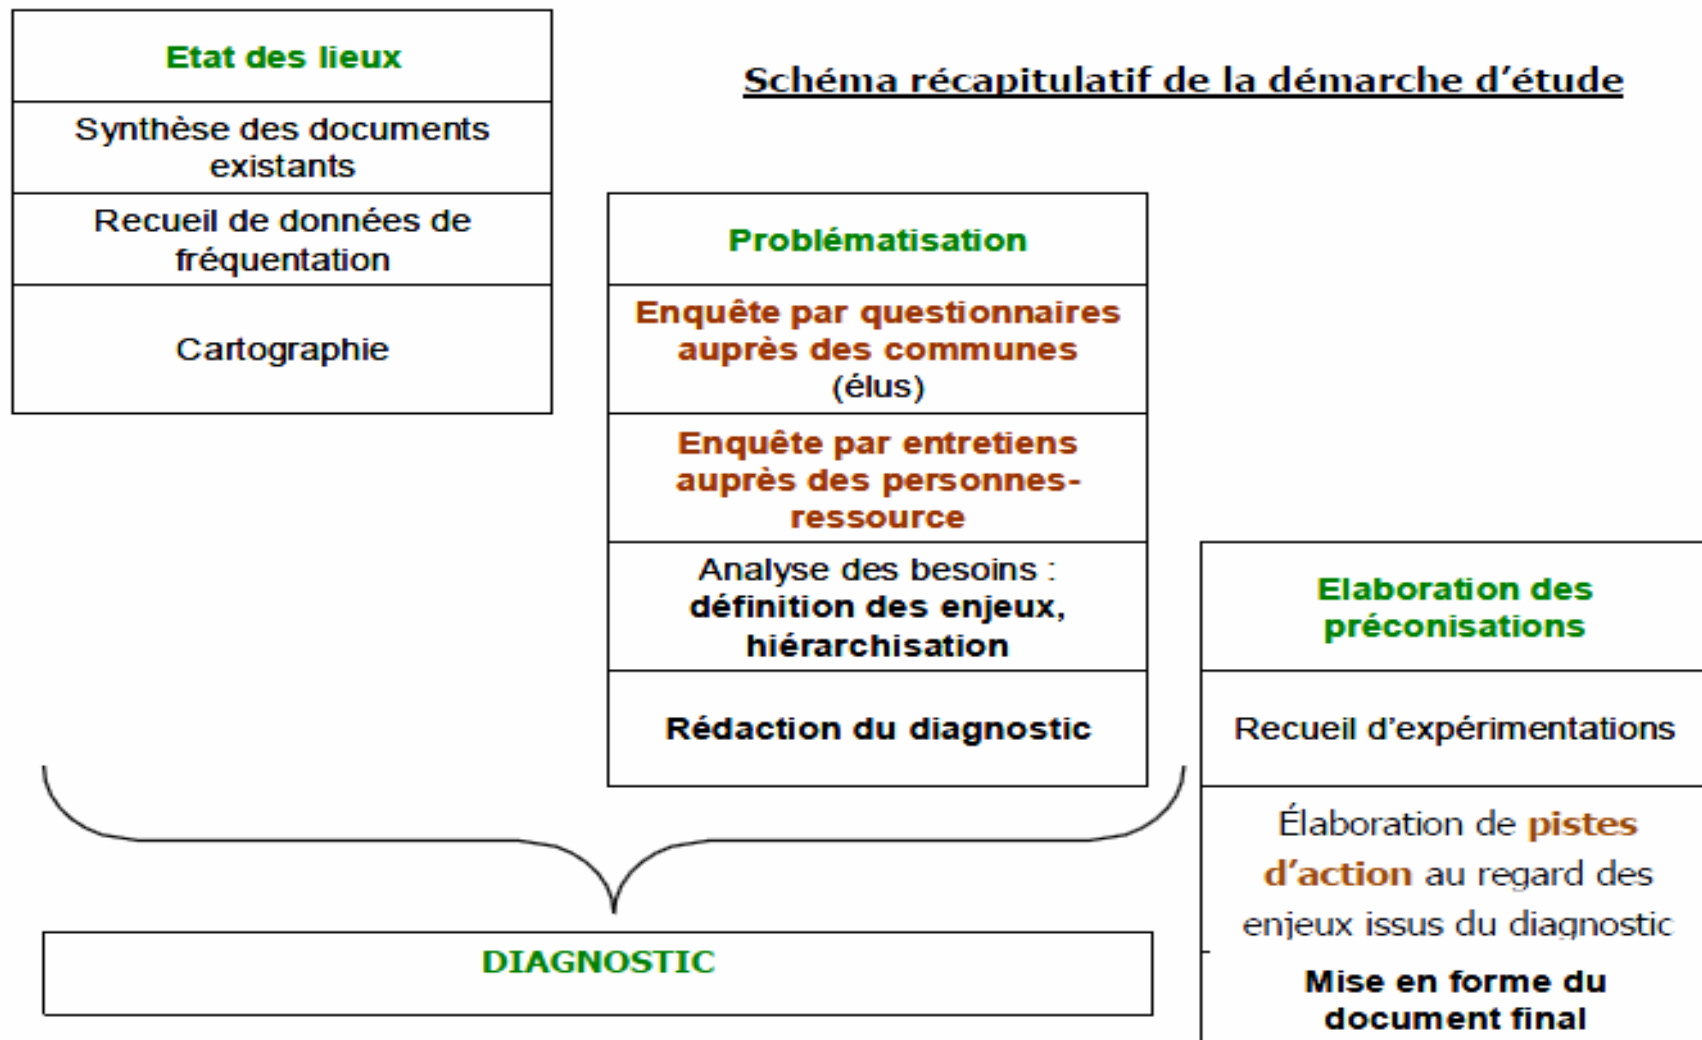 Schéma récapitulatif de la démarche d'étude
Etat des lieux
Synthèse des documents
existants
Recueil de données de
fréquentation
Cartographie
Problématisation
Enquête par questionnaires
auprès des communes
(élus)
Enquête par entretiens
auprès des personnes-
ressource
Analyse des besoins :
définition des enjeux,
hiérarchisation
Rédaction du diagnostic
Elaboration des
préconisations
Recueil d'expérimentations
Élaboration de pistes
d'action au regard des
enjeux issus du diagnostic
Mise en forme du
document final
DIAGNOSTIC